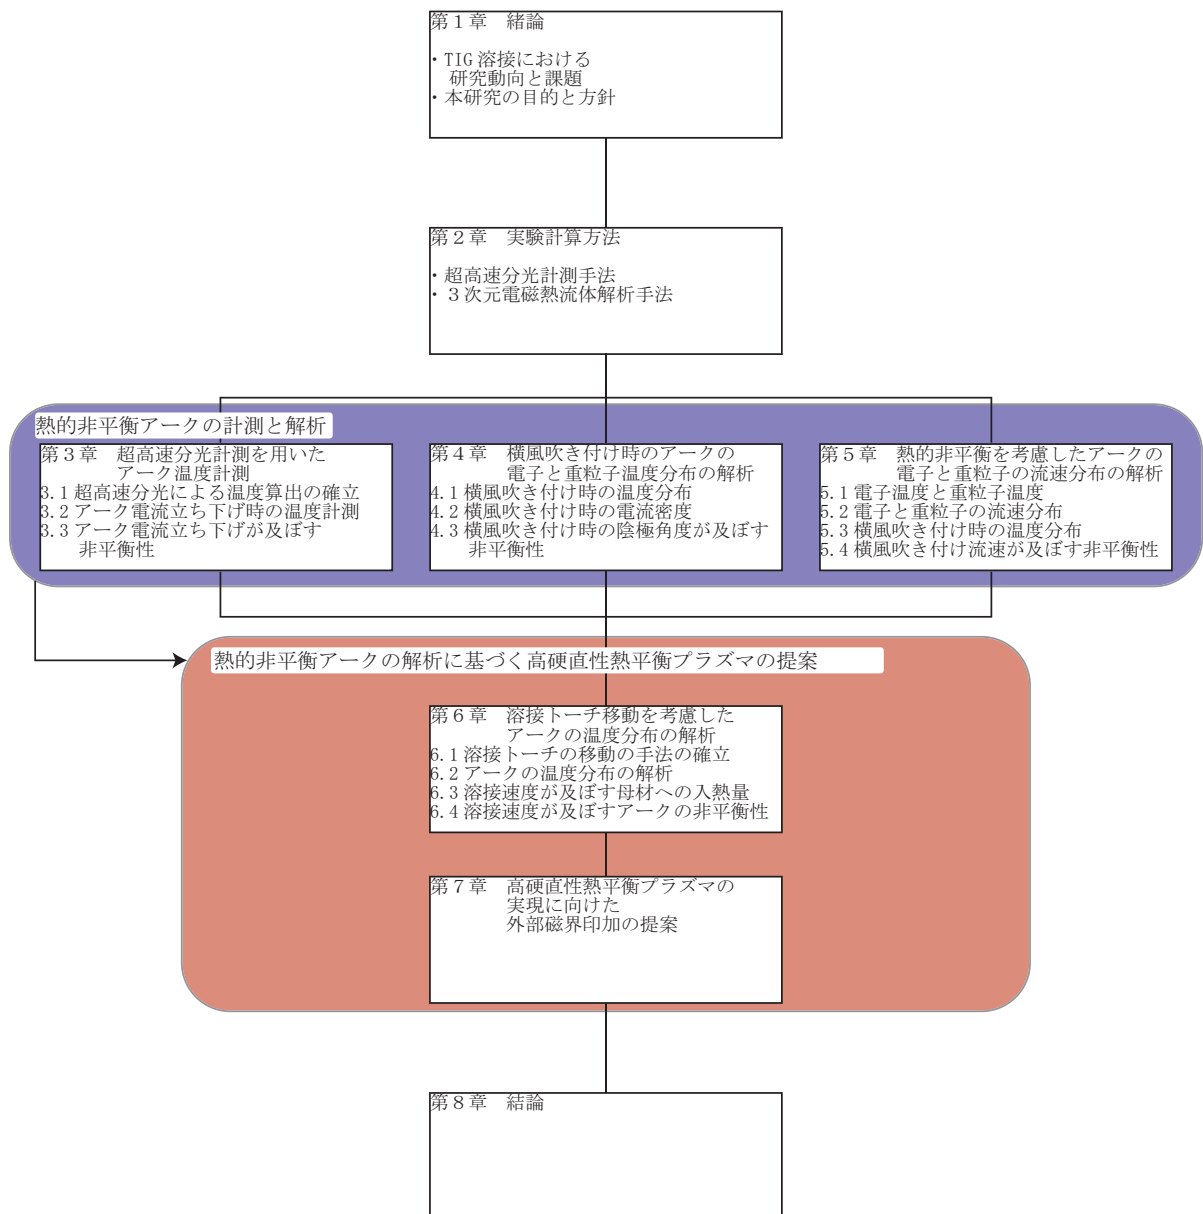 第１章　緒論
・TIG 溶接における
研究動向と課題
・本研究の目的と方針
第２章　実験計算方法
・超高速分光計測手法
・３次元電磁熱流体解析手法
熱的非平衡アークの計測と解析
第３章　超高速分光計測を用いた
アーク温度計測
3.1 超高速分光による温度算出の確立
3.2 アーク電流立ち下げ時の温度計測
3.3 アーク電流立ち下げが及ぼす
非平衡性
第４章　横風吹き付け時のアークの
電子と重粒子温度分布の解析
4.1 横風吹き付け時の温度分布
4.2 横風吹き付け時の電流密度
4.3 横風吹き付け時の陰極角度が及ぼす
非平衡性
第５章　熱的非平衡を考慮したアークの
電子と重粒子の流速分布の解析
5.1 電子温度と重粒子温度
5.2 電子と重粒子の流速分布
5.3 横風吹き付け時の温度分布
5.4 横風吹き付け流速が及ぼす非平衡性
熱的非平衡アークの解析に基づく高硬直性熱平衡プラズマの提案
第６章　溶接トーチ移動を考慮した
アークの温度分布の解析
6.1 溶接トーチの移動の手法の確立
6.2 アークの温度分布の解析
6.3 溶接速度が及ぼす母材への入熱量
6.4 溶接速度が及ぼすアークの非平衡性
第７章　高硬直性熱平衡プラズマの
実現に向けた
外部磁界印加の提案
第８章　結論